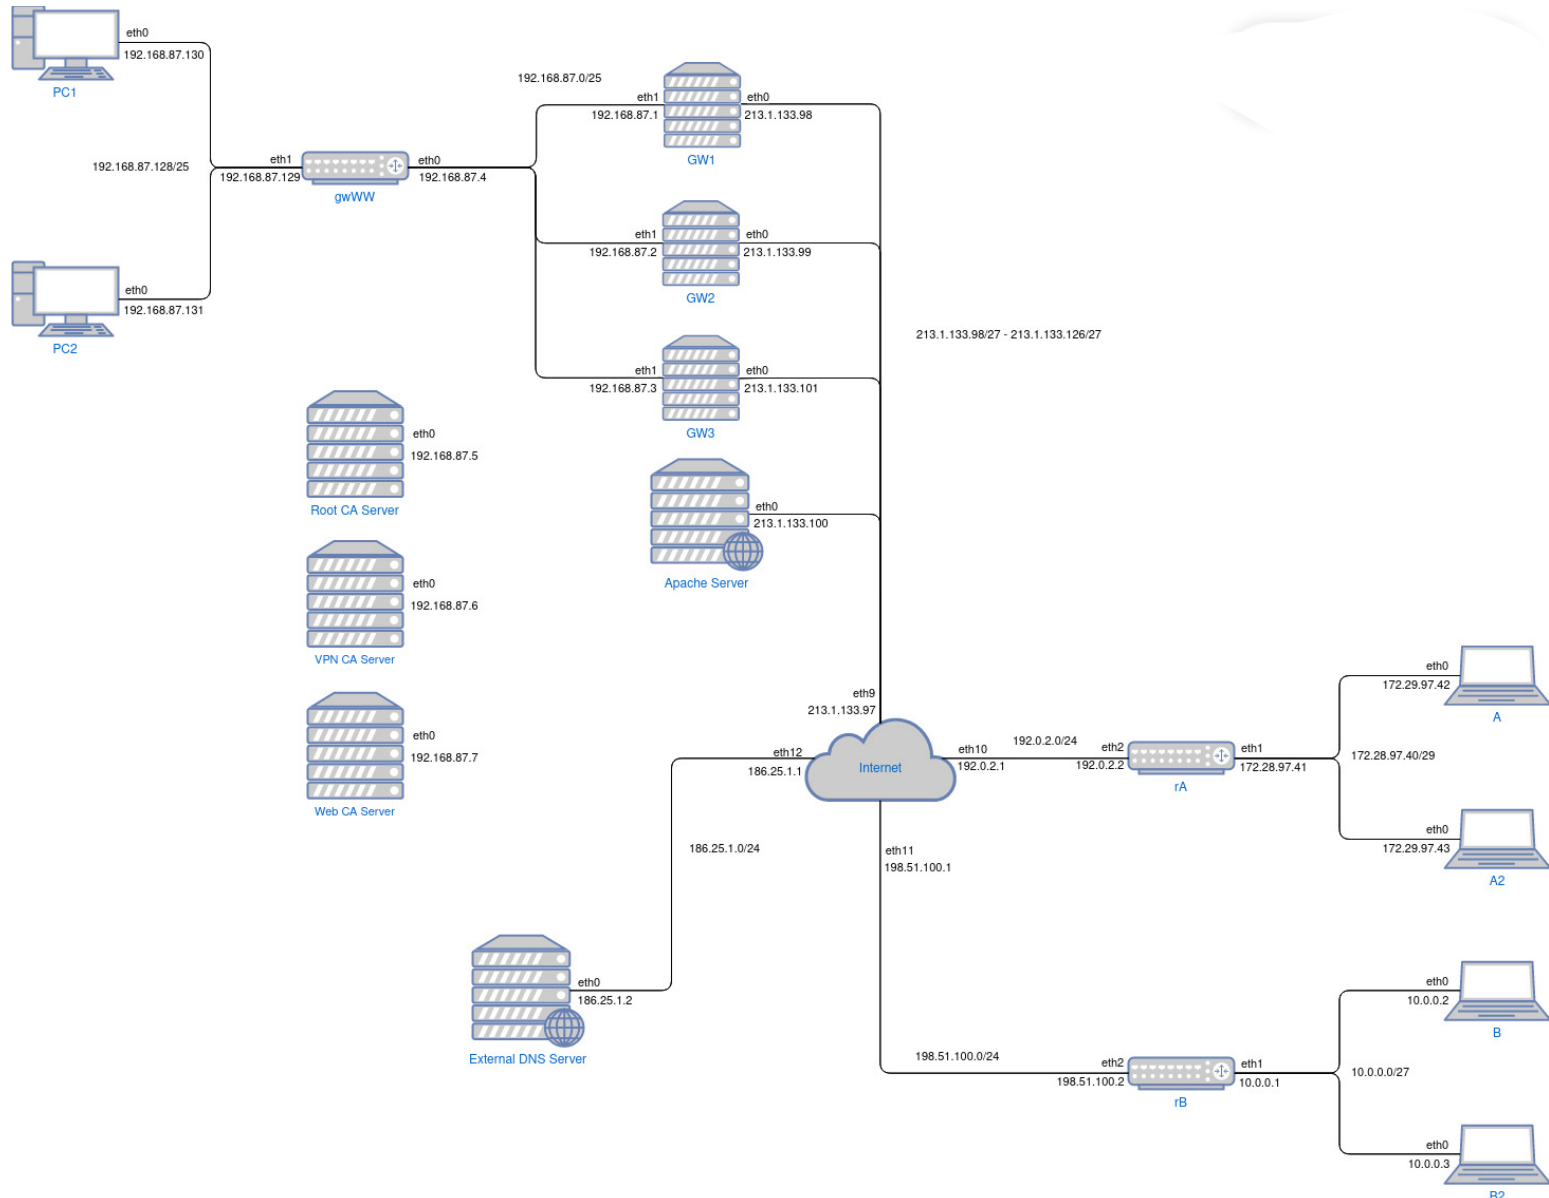 eth0
192.168.87.130
PC1
192.168.87.0/25
eth1
192.168.87.1
eth0
213.1.133.98
GW1
192.168.87.128/25
eth1
192.168.87.129
eth0
192.168.87.4
gwWW
eth1
192.168.87.2
eth0
213.1.133.99
GW2
eth0
192.168.87.131
PC2
213.1.133.98/27 - 213.1.133.126/27
eth1
192.168.87.3
eth0
213.1.133.101
GW3
eth0
192.168.87.5
Root CA Server
eth0
213.1.133.100
Apache Server
eth0
192.168.87.6
VPN CA Server
eth0
192.168.87.7
Web CA Server
eth9
213.1.133.97
Internet
eth12
186.25.1.1
eth10
192.0.2.1
192.0.2.0/24
eth2
192.0.2.2
rA
eth1
172.28.97.41
172.28.97.40/29
eth0
172.29.97.42
A
eth0
172.29.97.43
A2
186.25.1.0/24
eth11
198.51.100.1
eth0
186.25.1.2
External DNS Server
198.51.100.0/24
eth2
198.51.100.2
rB
eth1
10.0.0.1
10.0.0.0/27
eth0
10.0.0.2
B
eth0
10.0.0.3
B2